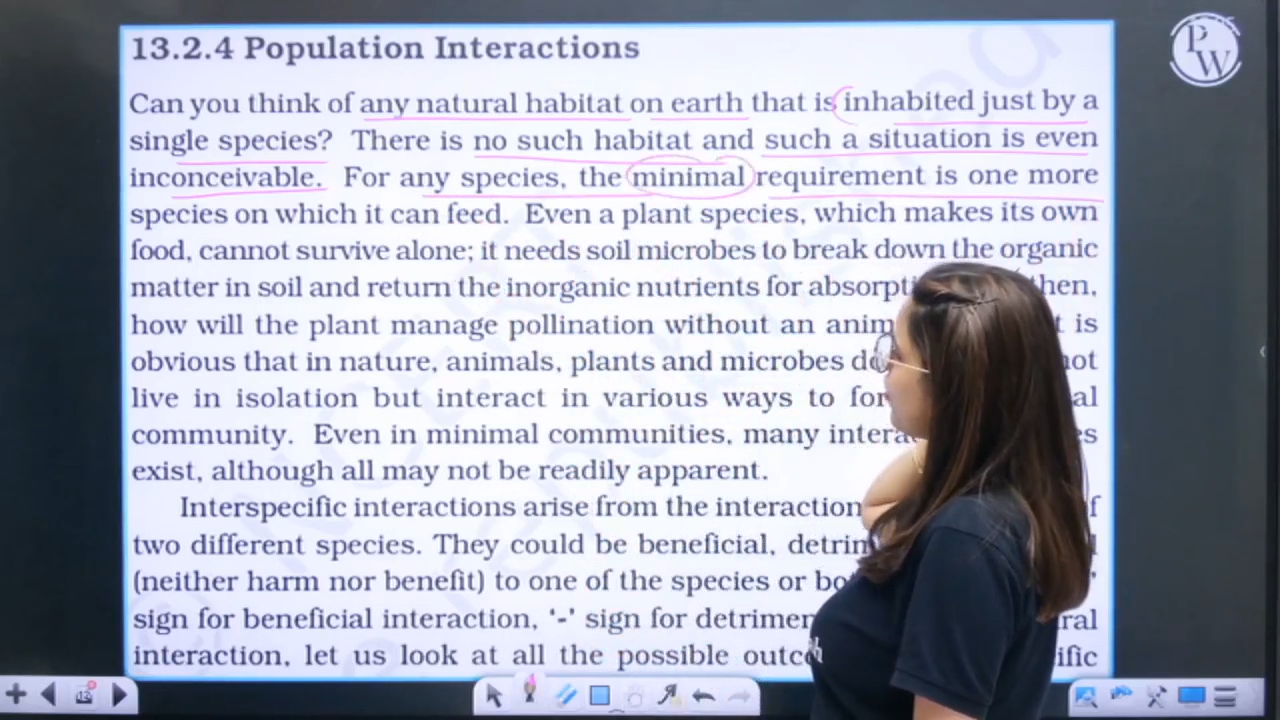 13.2.4 Population Interactions
P
W
Can you think of any natural habitat on earth that is inhabited just by a
single species? There is no such habitat and such a situation is even
inconceivable. For any species, the minimal requirement is one more
species on which it can feed. Even a plant species, which makes its own
food, cannot survive alone; it needs soil microbes to break down the organic
matter in soil and return the inorganic nutrients for absorpti hen,
how will the plant manage pollination without an anim t is
obvious that in nature, animals, plants and microbes do not
live in isolation but interact in various ways to for al
community. Even in minimal communities, many intera es
exist, although all may not be readily apparent.
Interspecific interactions arise from the interaction f
two different species. They could be beneficial, detrim
(neither harm nor benefit) to one of the species or bo
sign for beneficial interaction, '-' sign for detrimen ral
interaction, let us look at all the possible outco ific
12